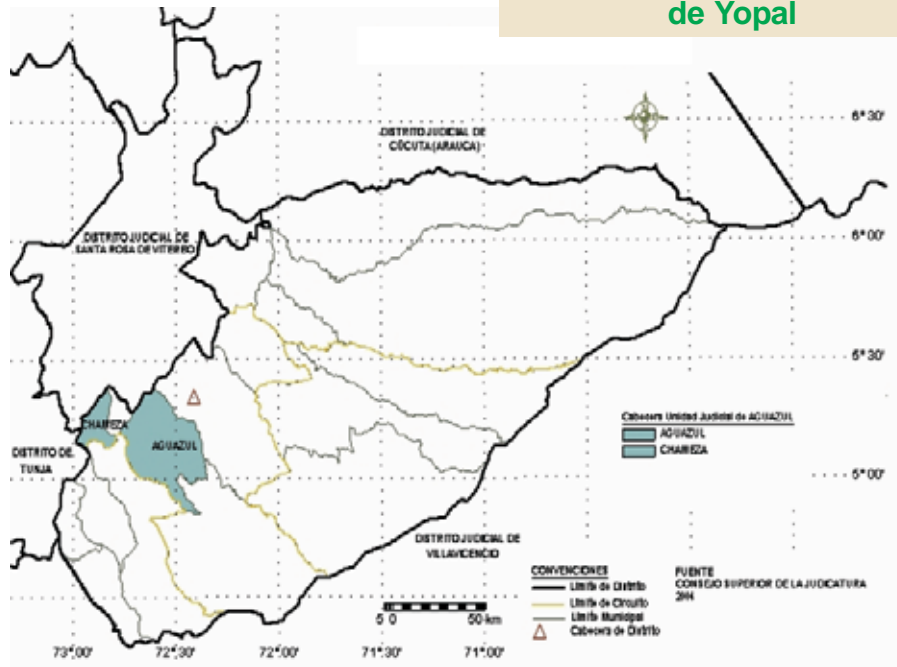 de Yopal
DISTRITO JUDICIAL DE
CÚCUTA (ARAUCA)
6° 30'
DISTRITO JUDICIAL DE
SANTA ROSA DE VITERBO
6° 00'
5° 30'
CHAMEZA
AGUAZUL
DISTRITO DE
TUNJA
Cabecera Unidad Judicial de AGUAZUL
AGUAZUL
CHAMEZA
5° 00'
DISTRITO JUDICIAL DE
VILLAVICENCIO
CONVENCIONES
Límite de Distrito
Límite de Circuito
Límite Municipal
Cabecera de Distrito
FUENTE
CONSEJO SUPERIOR DE LA JUDICATURA
5 0 50 km
73°00' 72°30' 72°00' 71°30' 71°00'